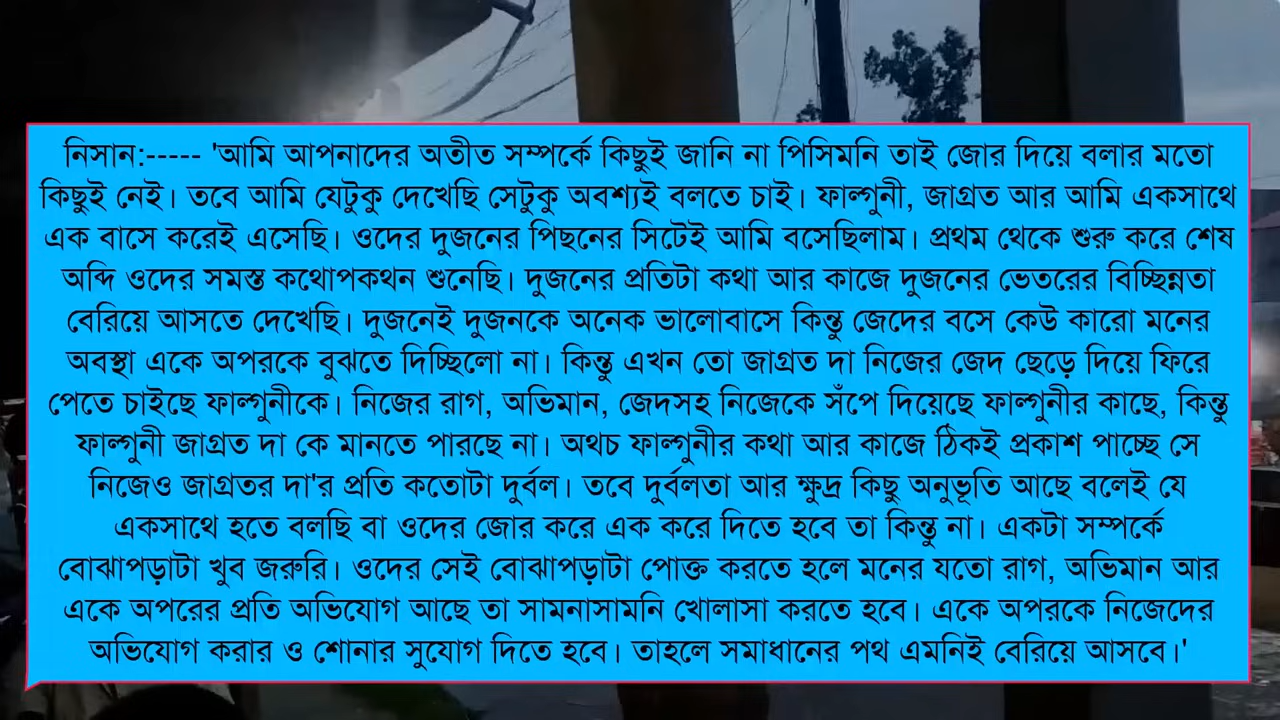 নিসান:----- 'আমি আপনাদের অতীত সম্পর্কে কিছুই জানি না পিসিমনি তাই জোর দিয়ে বলার মতো
কিছুই নেই। তবে আমি যেটুকু দেখেছি সেটুকু অবশ্যই বলতে চাই। ফাল্গুনী, জাগ্রত আর আমি একসাথে
এক বাসে করেই এসেছি। ওদের দুজনের পিছনের সিটেই আমি বসেছিলাম। প্রথম থেকে শুরু করে শেষ
অব্দি ওদের সমস্ত কথোপকথন শুনেছি। দুজনের প্রতিটা কথা আর কাজে দুজনের ভেতরের বিচ্ছিন্নতা
বেরিয়ে আসতে দেখেছি। দুজনেই দুজনকে অনেক ভালোবাসে কিন্তু জেদের বসে কেউ কারো মনের
অবস্থা একে অপরকে বুঝতে দিচ্ছিলো না। কিন্তু এখন তো জাগ্রত দা নিজের জেদ ছেড়ে দিয়ে ফিরে
পেতে চাইছে ফাল্গুনীকে। নিজের রাগ, অভিমান, জেদসহ নিজেকে সঁপে দিয়েছে ফাল্গুনীর কাছে, কিন্তু
ফাল্গুনী জাগ্রত দা কে মানতে পারছে না। অথচ ফাল্গুনীর কথা আর কাজে ঠিকই প্রকাশ পাচ্ছে সে
নিজেও জাগ্রতর দা'র প্রতি কতোটা দুর্বল। তবে দুর্বলতা আর ক্ষুদ্র কিছু অনুভূতি আছে বলেই যে
একসাথে হতে বলছি বা ওদের জোর করে এক করে দিতে হবে তা কিন্তু না। একটা সম্পর্কে
বোঝাপড়াটা খুব জরুরি। ওদের সেই বোঝাপড়াটা পোক্ত করতে হলে মনের যতো রাগ, অভিমান আর
একে অপরের প্রতি অভিযোগ আছে তা সামনাসামনি খোলাসা করতে হবে। একে অপরকে নিজেদের
অভিযোগ করার ও শোনার সুযোগ দিতে হবে। তাহলে সমাধানের পথ এমনিই বেরিয়ে আসবে।'